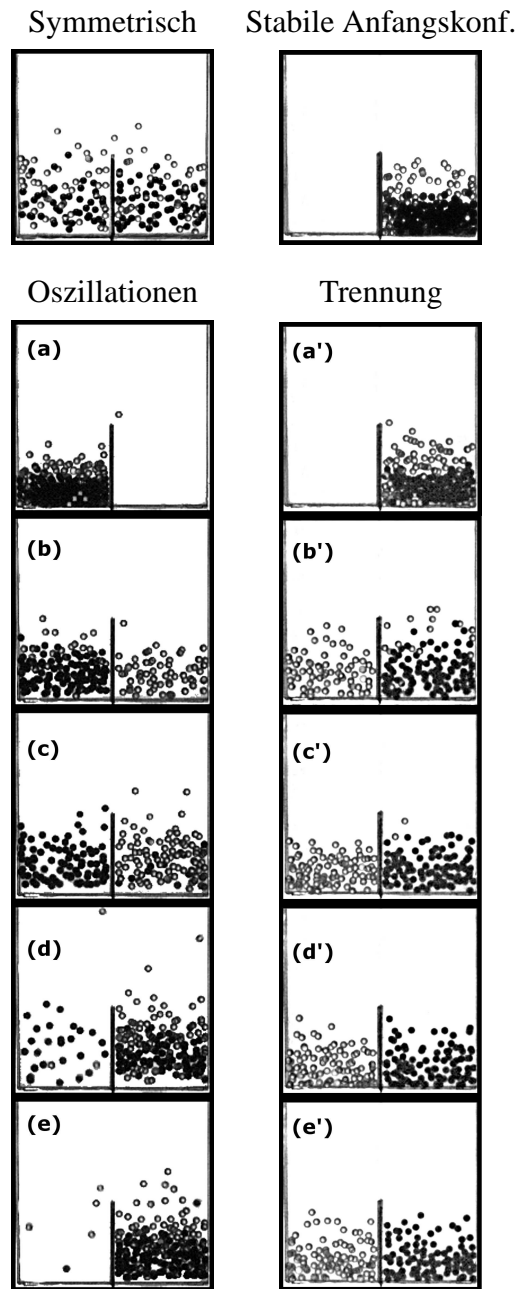 Symmetrisch Stabile Anfangskonf.
Oszillationen Trennung
(a) (a')
(b) (b')
(c) (c')
(d) (d')
(e) (e')